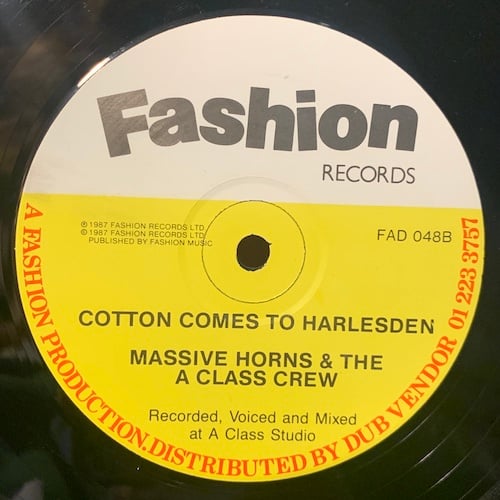 Fashion
RECORDS
℗ 1987 FASHION RECORDS LTD
© 1987 FASHION RECORDS LTD
PUBLISHED BY FASHION MUSIC
FAD 048B
COTTON COMES TO HARLESDEN
MASSIVE HORNS & THE
A CLASS CREW
Recorded, Voiced and Mixed
at A Class Studio
A FASHION PRODUCTION.DISTRIBUTED BY DUB VENDOR 01 223 3757